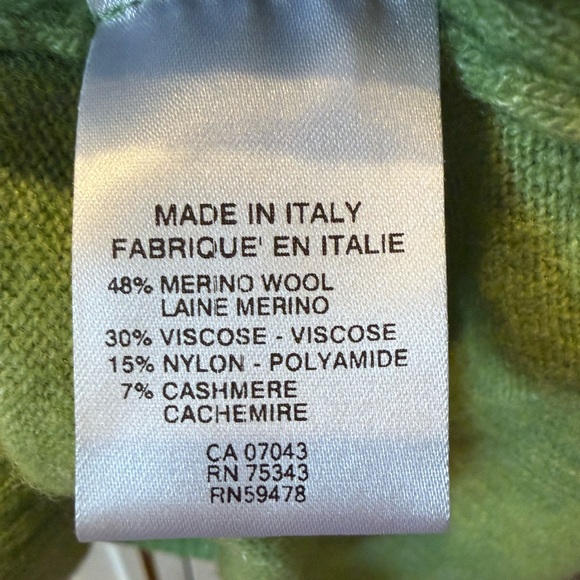 MADE IN ITALY
FABRIQUE' EN ITALIE
48% MERINO WOOL
LAINE MERINO
30% VISCOSE - VISCOSE
15% NYLON - POLYAMIDE
7% CASHMERE
CACHEMIRE
CA 07043
RN 75343
RN59478